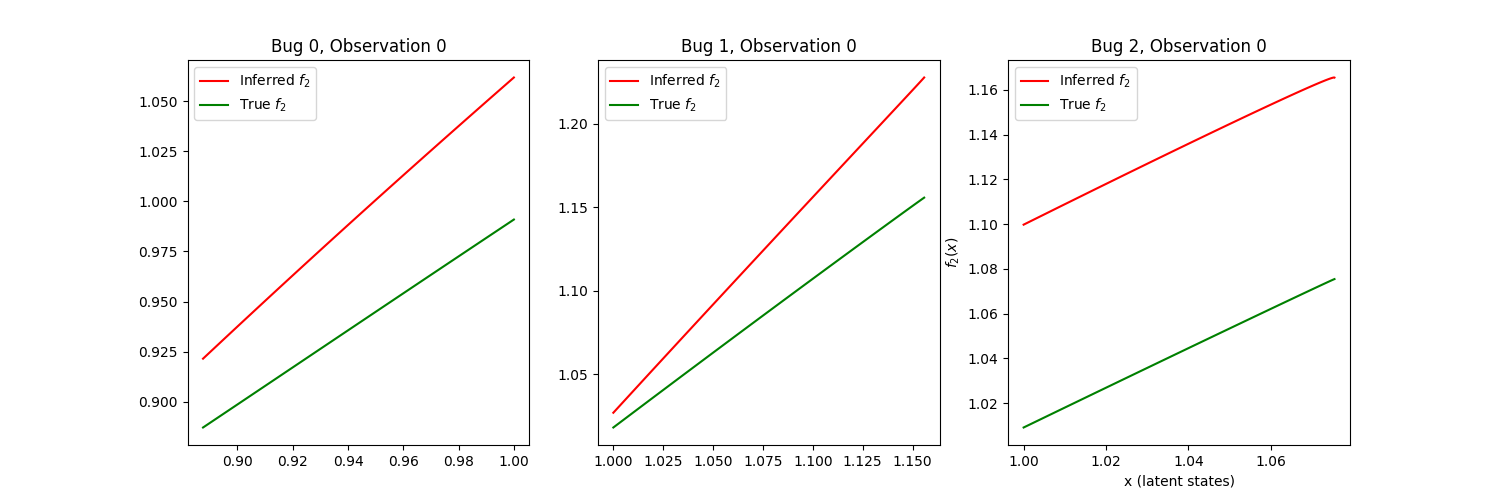 Bug 0, Observation 0
Inferred f₂
True f₂
1.050
1.025
1.000
0.975
0.950
0.925
0.900
0.90 0.92 0.94 0.96 0.98 1.00
Bug 1, Observation 0
Inferred f₂
True f₂
1.20
1.15
1.10
1.05
1.000 1.025 1.050 1.075 1.100 1.125 1.150
Bug 2, Observation 0
Inferred f₂
True f₂
1.16
1.14
1.12
1.10
1.08
1.06
1.04
1.02
f₂(x)
1.00 1.02 1.04 1.06
x (latent states)